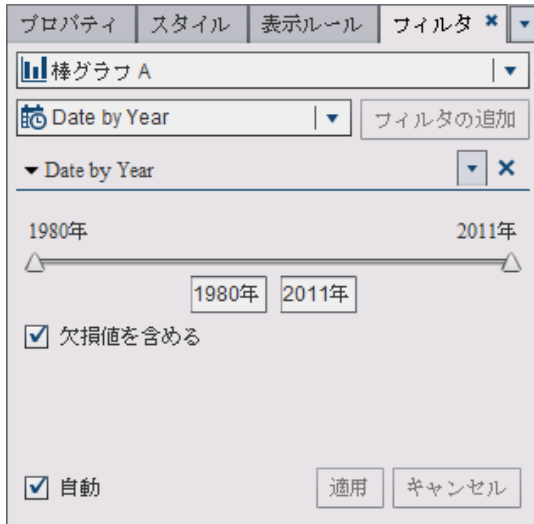 プロパティ スタイル 表示ルール フィルタ
棒グラフ A
Date by Year フィルタの追加
Date by Year
1980年 2011年
1980年 2011年
欠損値を含める
自動 適用 キャンセル